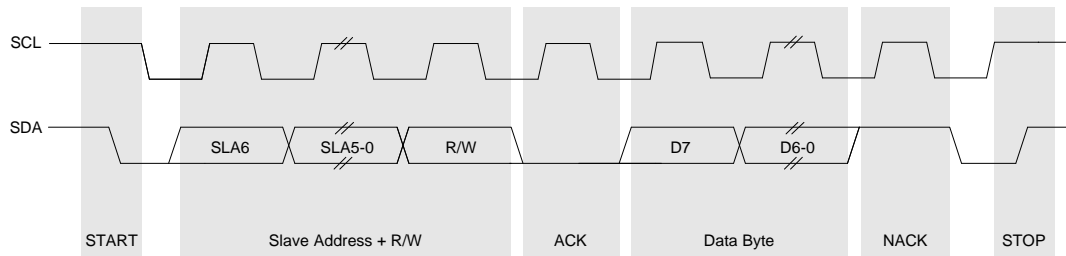 SCL
SDA
SLA6 SLA5-0 R/W D7 D6-0
START Slave Address + R/W ACK Data Byte NACK STOP